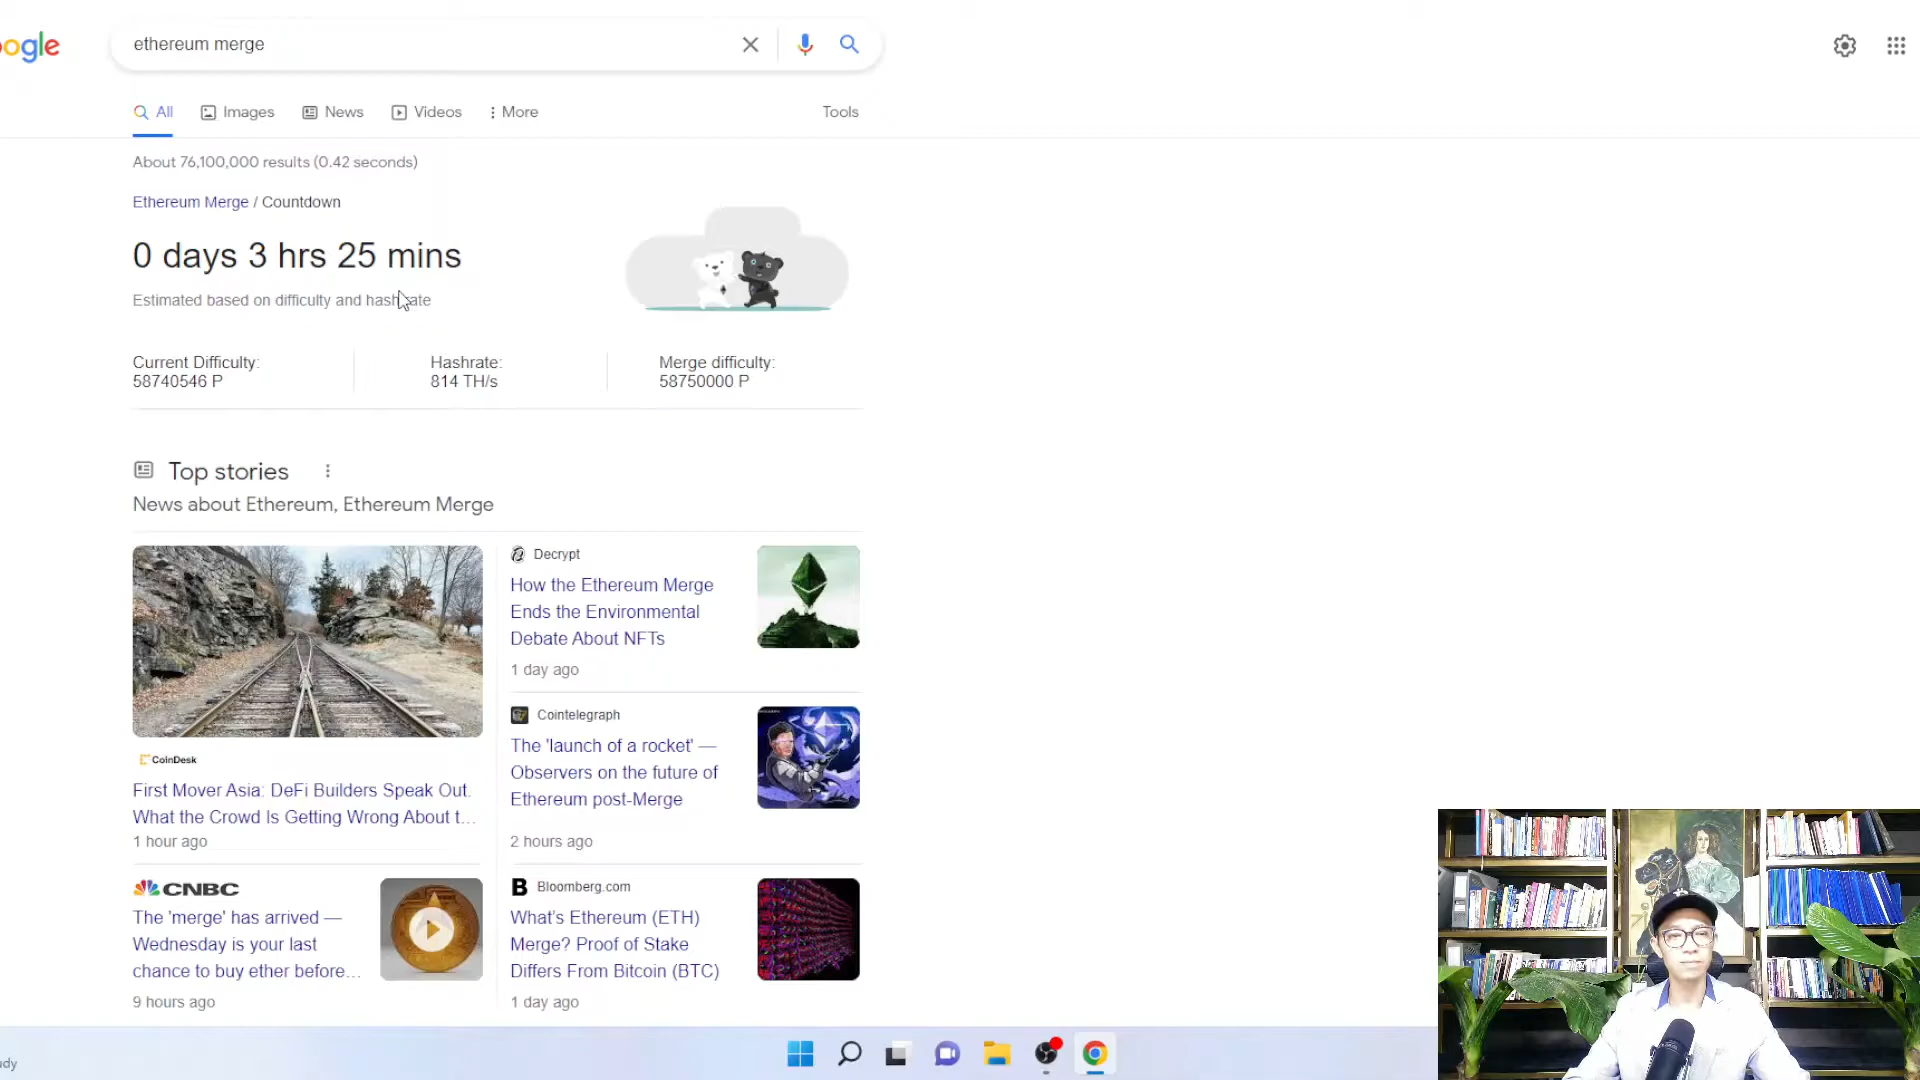 ogle
ethereum merge
All
Images
News
Videos
More
Tools
About 76,100,000 results (0.42 seconds)
Ethereum Merge / Countdown
0 days 3 hrs 25 mins
Estimated based on difficulty and hashrate
Current Difficulty:
58740546 P
Hashrate:
814 TH/s
Merge difficulty:
58750000 P
Top stories
News about Ethereum, Ethereum Merge
CoinDesk
First Mover Asia: DeFi Builders Speak Out.
What the Crowd Is Getting Wrong About t...
1 hour ago
CNBC
The 'merge' has arrived —
Wednesday is your last
chance to buy ether before...
9 hours ago
Decrypt
How the Ethereum Merge
Ends the Environmental
Debate About NFTs
1 day ago
Cointelegraph
The 'launch of a rocket' —
Observers on the future of
Ethereum post-Merge
2 hours ago
B Bloomberg.com
What's Ethereum (ETH)
Merge? Proof of Stake
Differs From Bitcoin (BTC)
1 day ago
dy